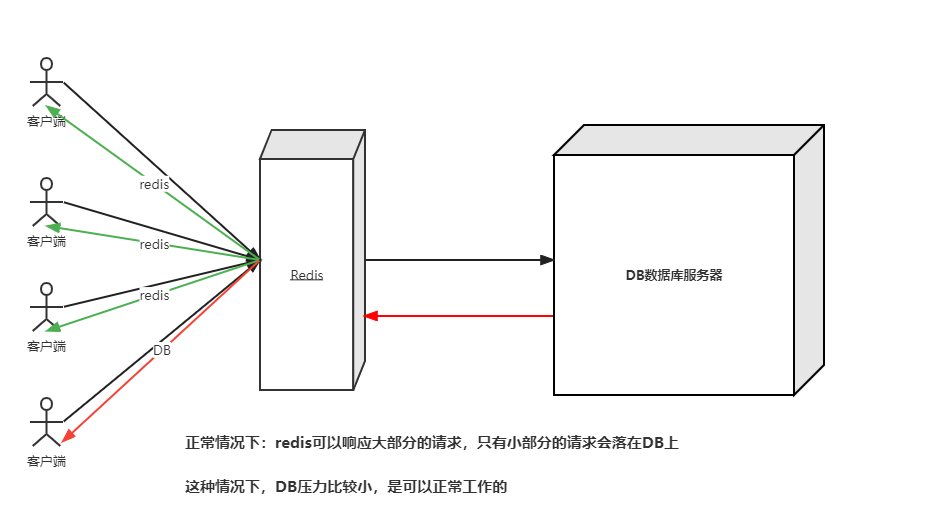 客户端
redis
客户端
redis
客户端
redis
客户端
DB
Redis
DB数据库服务器
正常情况下：redis可以响应大部分的请求，只有小部分的请求会落在DB上
这种情况下，DB压力比较小，是可以正常工作的